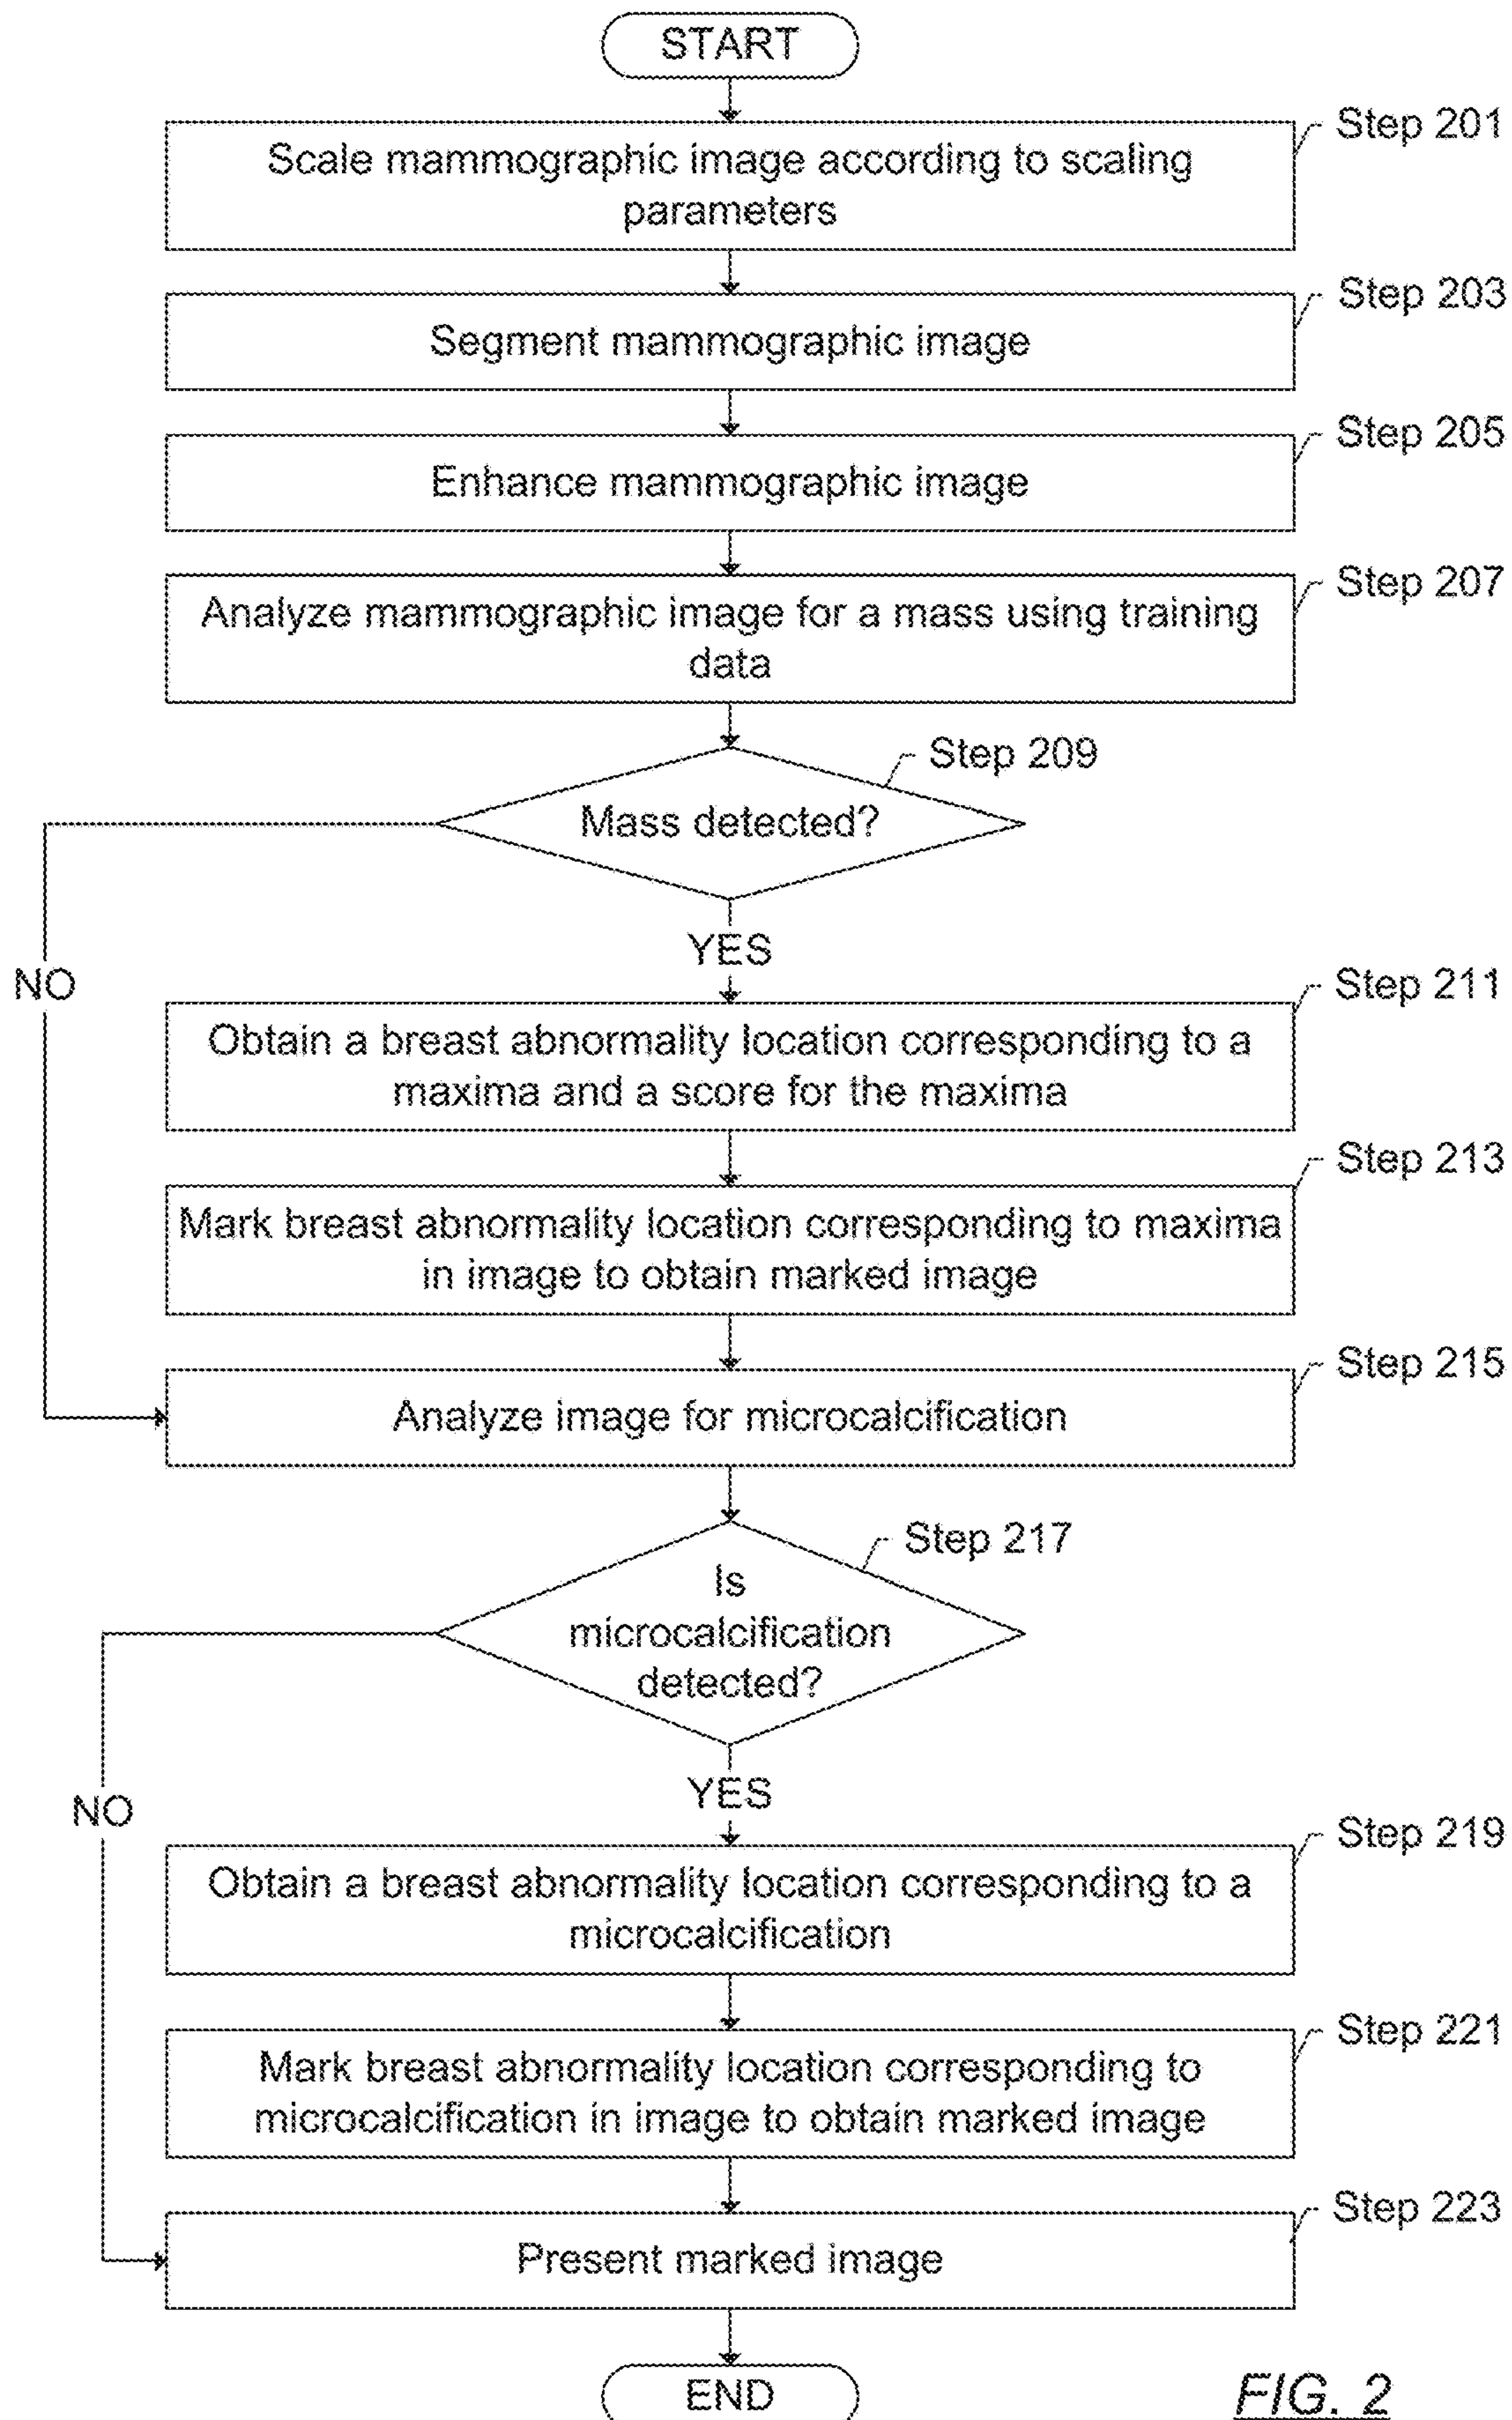 START
Step 201
Scale mammographic image according to scaling
parameters
Step 203
Segment mammographic image
Step 205
Enhance mammographic image
Step 207
Analyze mammographic image for a mass using training
data
Step 209
Mass detected?
YES
NO
Step 211
Obtain a breast abnormality location corresponding to a
maxima and a score for the maxima
Step 213
Mark breast abnormality location corresponding to maxima
in image to obtain marked image
Step 215
Analyze image for microcalcification
Step 217
Is
microcalcification
detected?
YES
NO
Step 219
Obtain a breast abnormality location corresponding to a
microcalcification
Step 221
Mark breast abnormality location corresponding to
microcalcification in image to obtain marked image
Step 223
Present marked image
END
FIG. 2